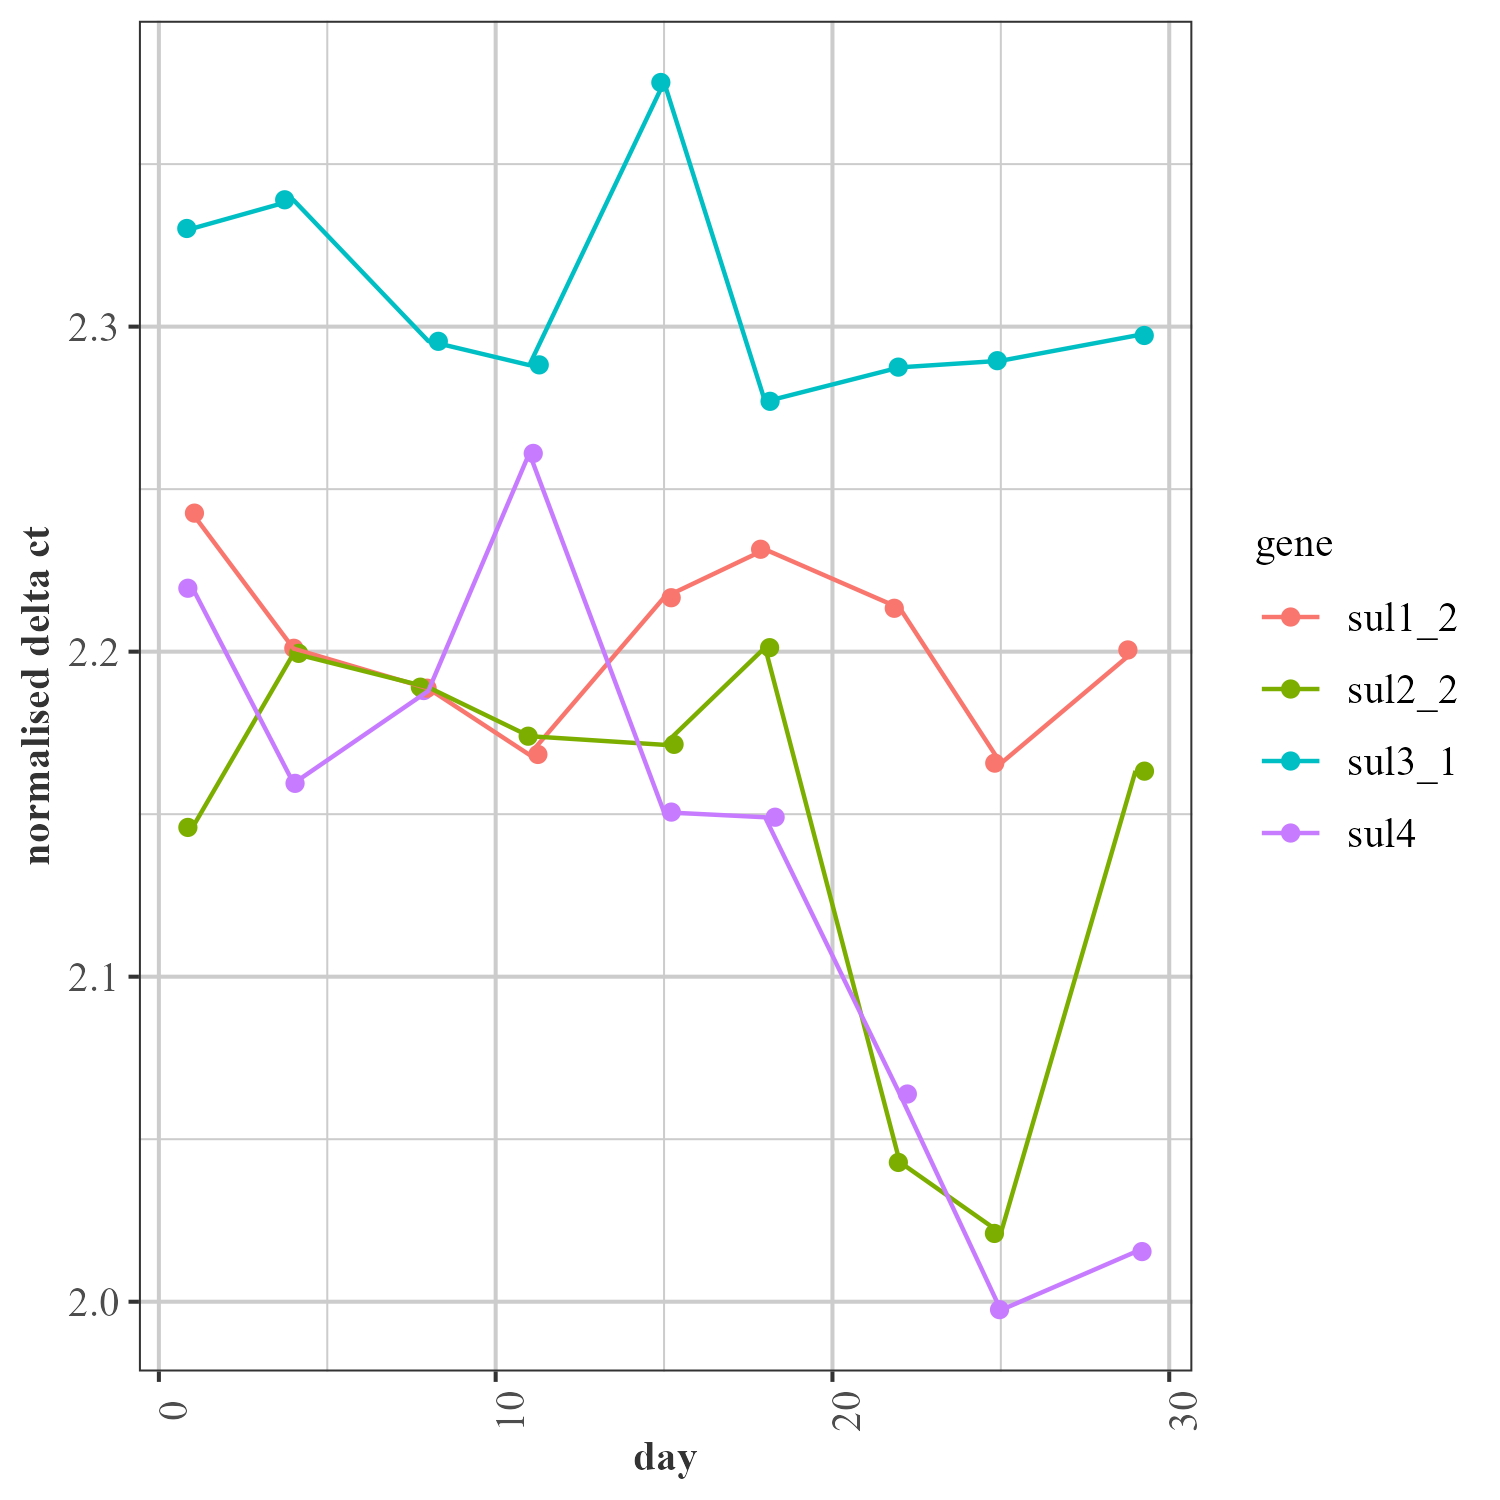 normalised delta ct
2.3
2.2
2.1
2.0
0
10
20
30
day
gene
sul1_2
sul2_2
sul3_1
sul4